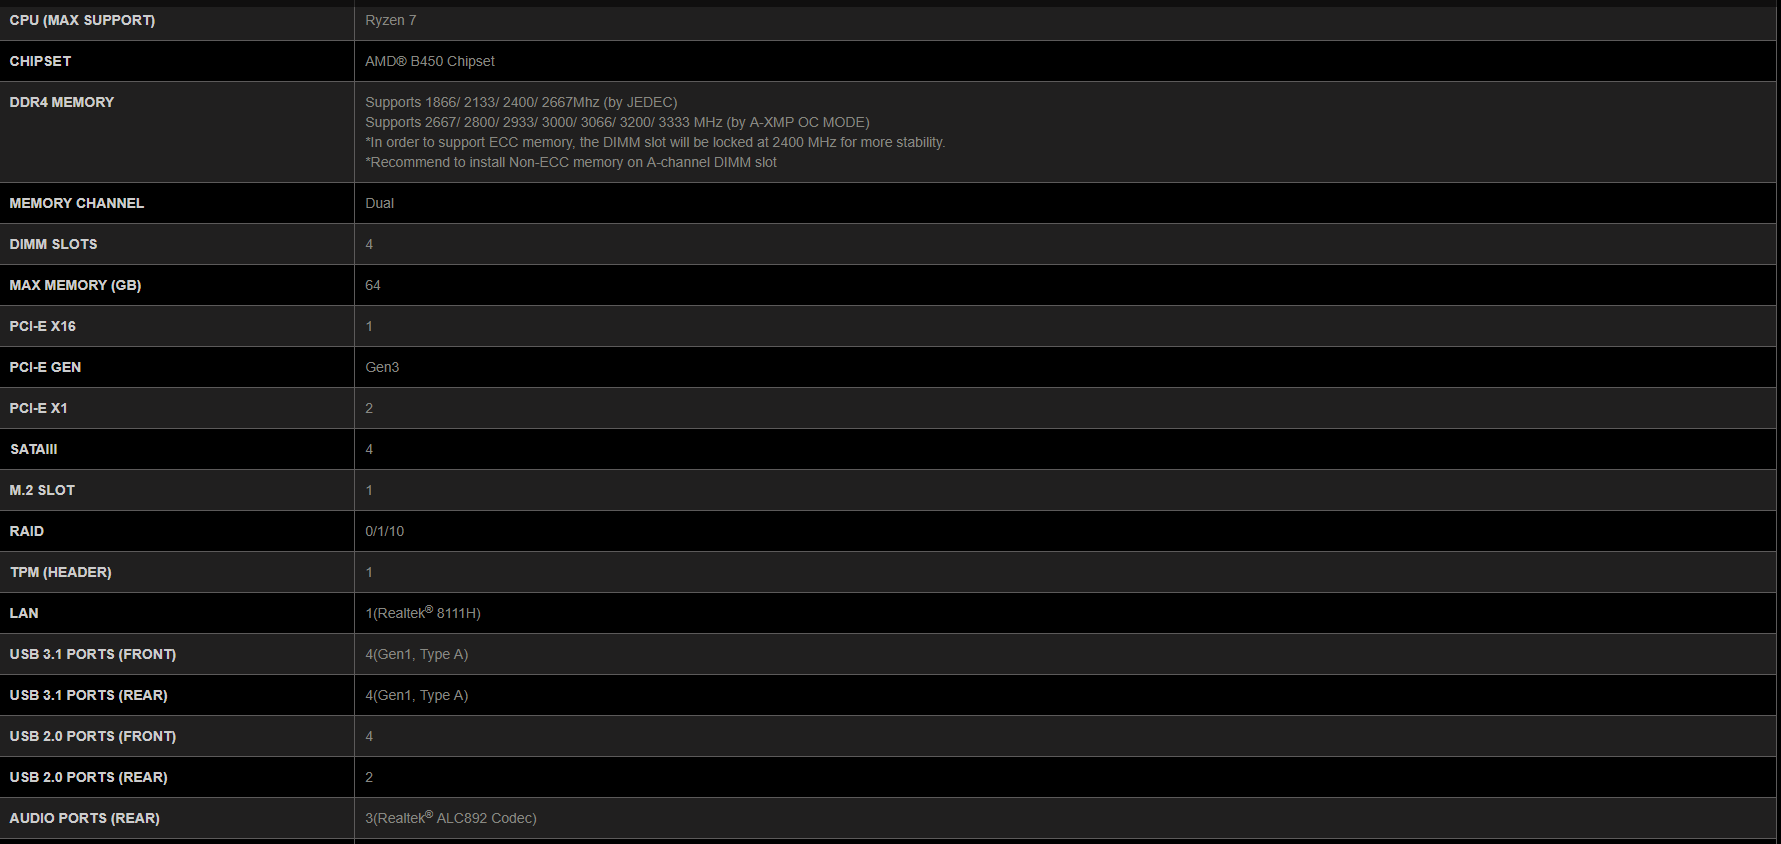 CPU (MAX SUPPORT) Ryzen 7
CHIPSET AMD® B450 Chipset
DDR4 MEMORY Supports 1866/ 2133/ 2400/ 2667Mhz (by JEDEC)
Supports 2667/ 2800/ 2933/ 3000/ 3066/ 3200/ 3333 MHz (by A-XMP OC MODE)
*In order to support ECC memory, the DIMM slot will be locked at 2400 MHz for more stability.
*Recommend to install Non-ECC memory on A-channel DIMM slot
MEMORY CHANNEL Dual
DIMM SLOTS 4
MAX MEMORY (GB) 64
PCI-E X16 1
PCI-E GEN Gen3
PCI-E X1 2
SATAIII 4
M.2 SLOT 1
RAID 0/1/10
TPM (HEADER) 1
LAN 1(Realtek® 8111H)
USB 3.1 PORTS (FRONT) 4(Gen1, Type A)
USB 3.1 PORTS (REAR) 4(Gen1, Type A)
USB 2.0 PORTS (FRONT) 4
USB 2.0 PORTS (REAR) 2
AUDIO PORTS (REAR) 3(Realtek® ALC892 Codec)